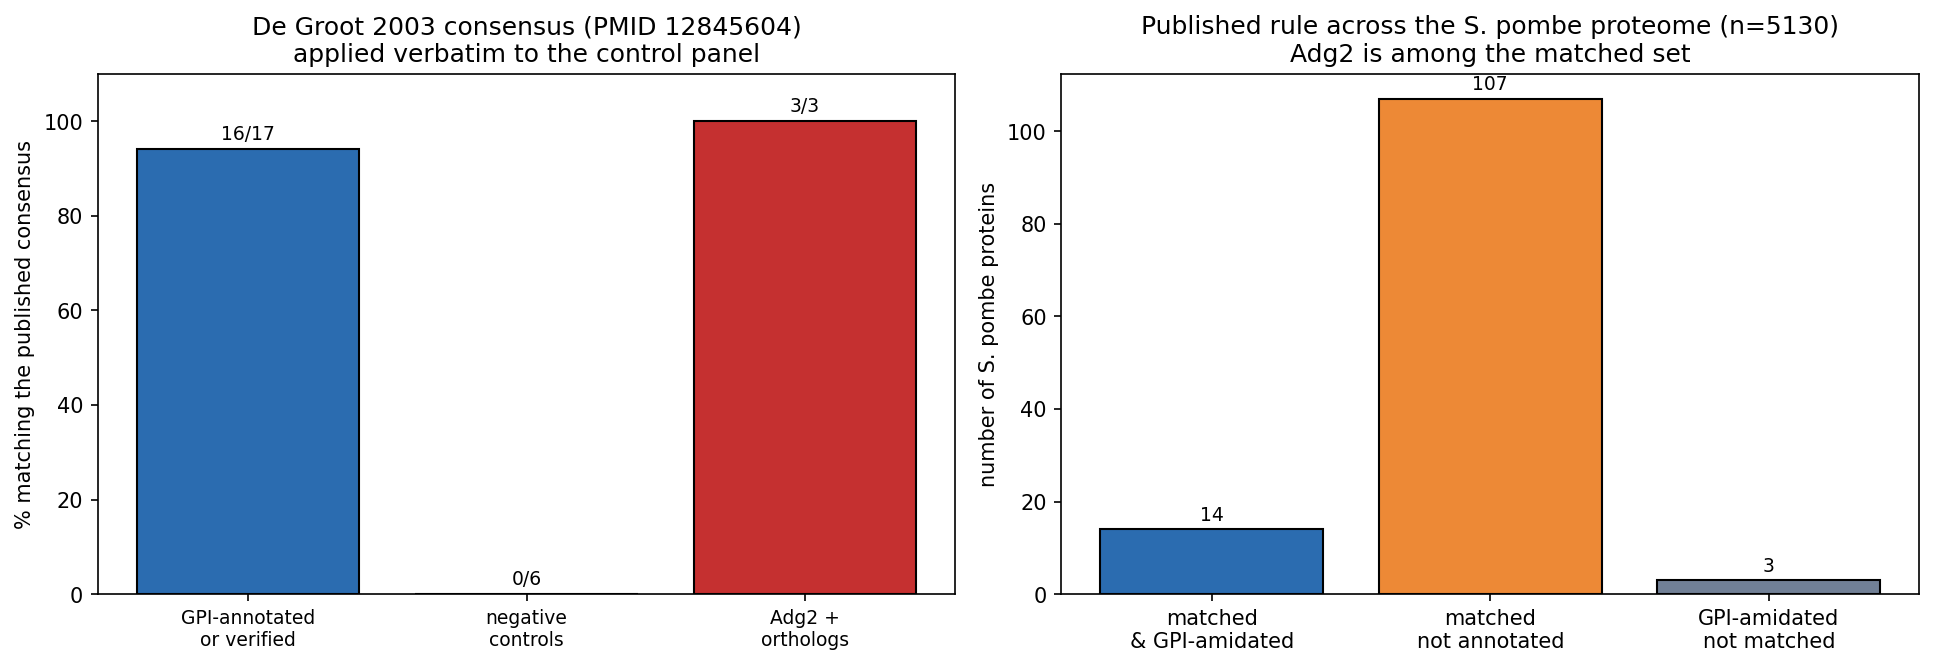 De Groot 2003 consensus (PMID 12845604)
applied verbatim to the control panel
% matching the published consensus
100
80
60
40
20
0
16/17
0/6
3/3
GPI-annotated
or verified
negative
controls
Adg2 +
orthologs
Published rule across the S. pombe proteome (n=5130)
Adg2 is among the matched set
number of S. pombe proteins
100
80
60
40
20
0
14
107
3
matched
& GPI-amidated
matched
not annotated
GPI-amidated
not matched